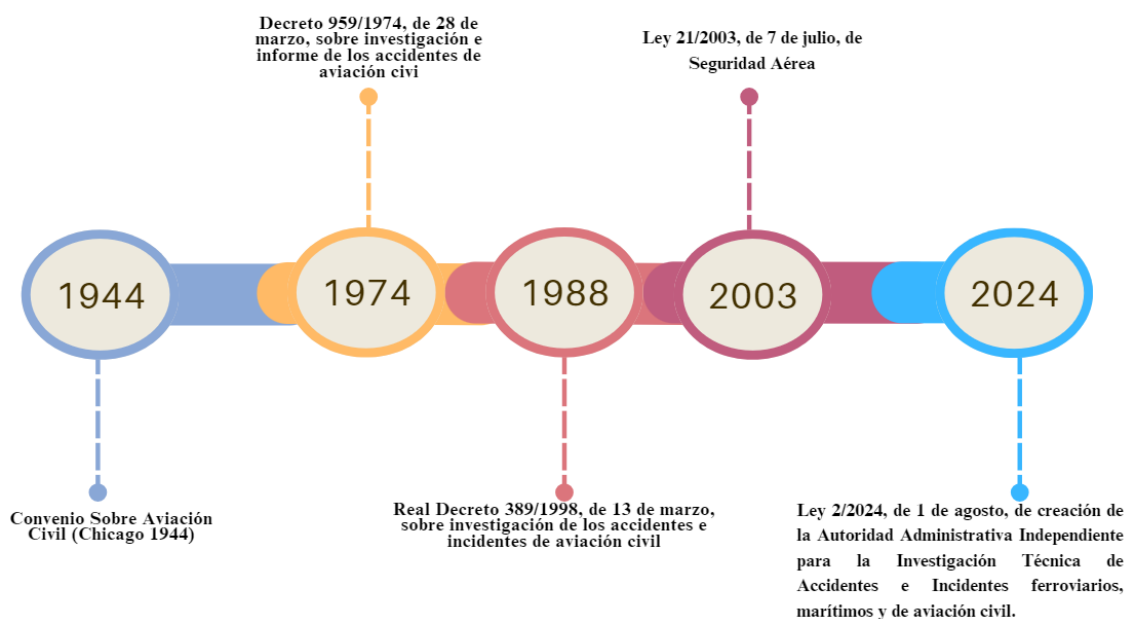 Decreto 959/1974, de 28 de
marzo, sobre investigación e
informe de los accidentes de
aviación civi
Ley 21/2003, de 7 de julio, de
Seguridad Aérea
1944
1974
1988
2003
2024
Convenio Sobre Aviación
Civil (Chicago 1944)
Real Decreto 389/1998, de 13 de marzo,
sobre investigación de los accidentes e
incidentes de aviación civil
Ley 2/2024, de 1 de agosto, de creación de
la Autoridad Administrativa Independiente
para la Investigación Técnica de
Accidentes e Incidentes ferroviarios,
marítimos y de aviación civil.